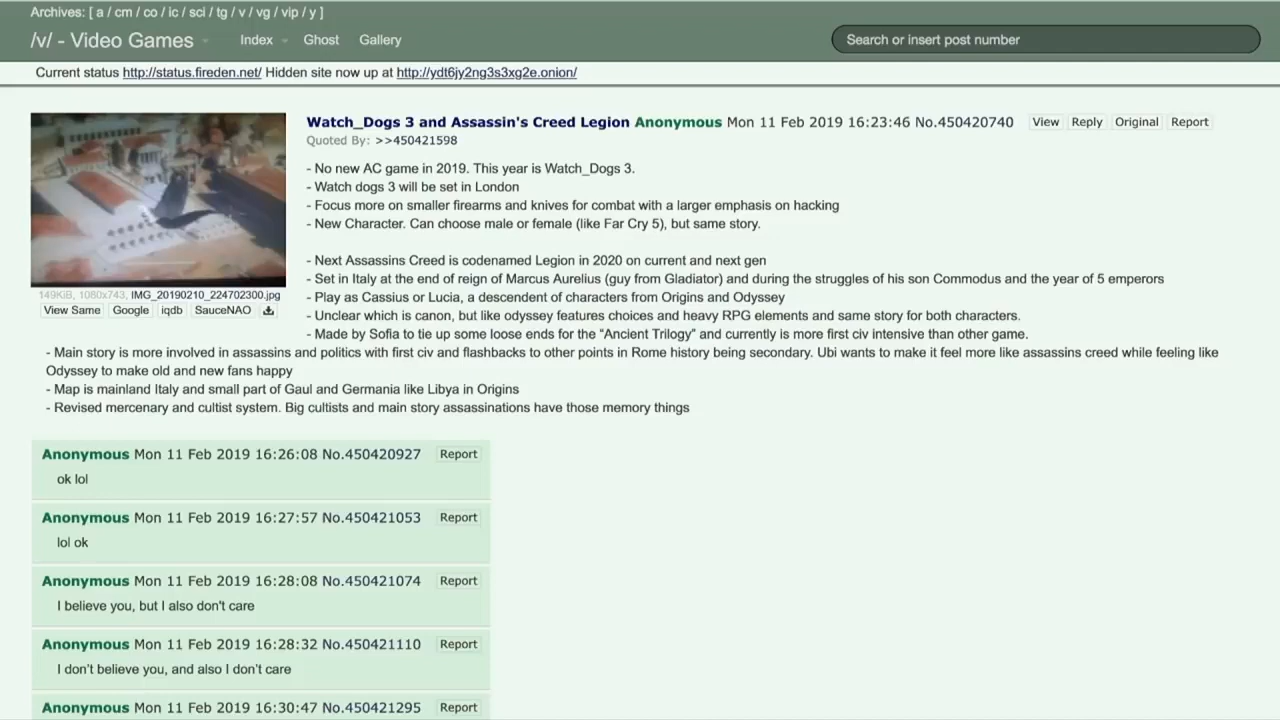 Archives: [ a / cm / co / ic / sci / tg / v / vg / vip / y ]
/v/ - Video Games Index Ghost Gallery Search or insert post number
Current status http://status.fireden.net/ Hidden site now up at http://ydt6jy2ng3s3xg2e.onion/
Watch_Dogs 3 and Assassin's Creed Legion Anonymous Mon 11 Feb 2019 16:23:46 No.450420740 View Reply Original Report
Quoted By: >>450421598
- No new AC game in 2019. This year is Watch_Dogs 3.
- Watch dogs 3 will be set in London
- Focus more on smaller firearms and knives for combat with a larger emphasis on hacking
- New Character. Can choose male or female (like Far Cry 5), but same story.
- Next Assassins Creed is codenamed Legion in 2020 on current and next gen
- Set in Italy at the end of reign of Marcus Aurelius (guy from Gladiator) and during the struggles of his son Commodus and the year of 5 emperors
- Play as Cassius or Lucia, a descendent of characters from Origins and Odyssey
- Unclear which is canon, but like odyssey features choices and heavy RPG elements and same story for both characters.
- Made by Sofia to tie up some loose ends for the “Ancient Trilogy” and currently is more first civ intensive than other game.
149KiB, 1080x743, IMG_20190210_224702300.jpg
View Same Google iqdb SauceNAO
- Main story is more involved in assassins and politics with first civ and flashbacks to other points in Rome history being secondary. Ubi wants to make it feel more like assassins creed while feeling like
Odyssey to make old and new fans happy
- Map is mainland Italy and small part of Gaul and Germania like Libya in Origins
- Revised mercenary and cultist system. Big cultists and main story assassinations have those memory things
Anonymous Mon 11 Feb 2019 16:26:08 No.450420927 Report
ok lol
Anonymous Mon 11 Feb 2019 16:27:57 No.450421053 Report
lol ok
Anonymous Mon 11 Feb 2019 16:28:08 No.450421074 Report
I believe you, but I also don't care
Anonymous Mon 11 Feb 2019 16:28:32 No.450421110 Report
I don’t believe you, and also I don’t care
Anonymous Mon 11 Feb 2019 16:30:47 No.450421295 Report